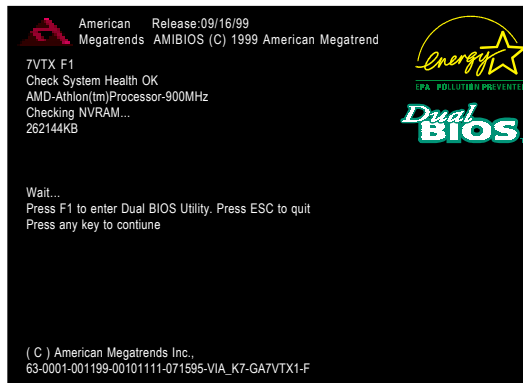 American Release:09/16/99
Megatrends AMIBIOS (C) 1999 American Megatrend
energy
EPA POLLUTION PREVENTE
Dual
BIOS
7VTX F1
Check System Health OK
AMD-Athlon(tm)Processor-900MHz
Checking NVRAM...
262144KB
Wait...
Press F1 to enter Dual BIOS Utility. Press ESC to quit
Press any key to contiune
( C ) American Megatrends Inc.,
63-0001-001199-00101111-071595-VIA_K7-GA7VTX1-F